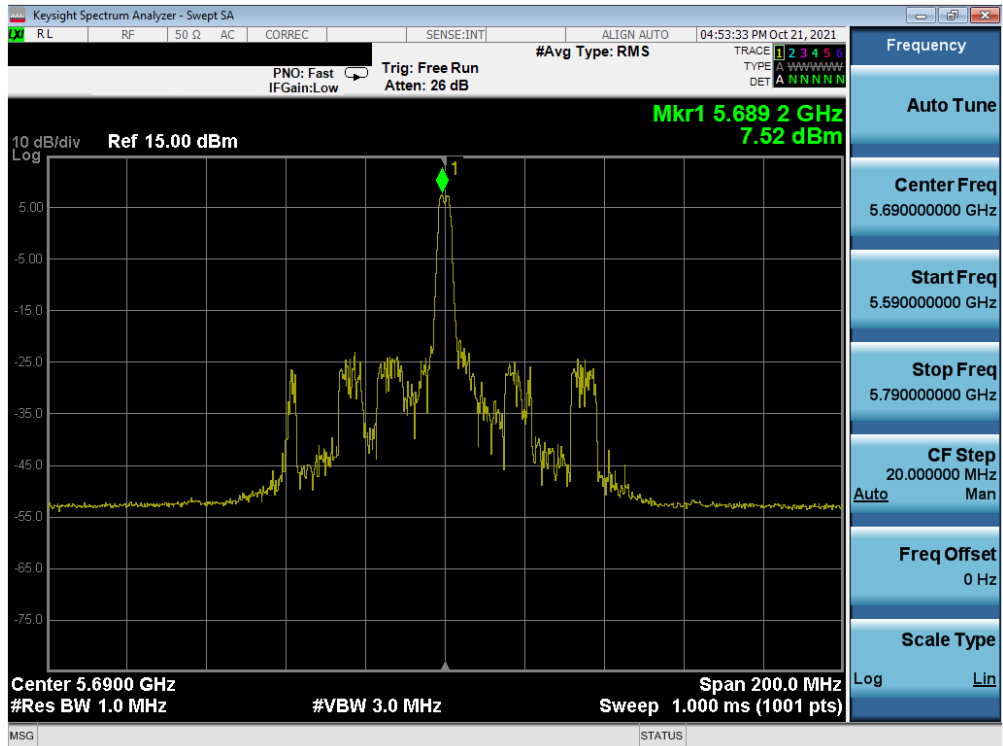 Keysight Spectrum Analyzer - Swept SA
LXI RL RF 50 Ω AC CORREC SENSE:INT ALIGN AUTO 04:53:33 PM Oct 21, 2021
PNO: Fast
IFGain:Low
Trig: Free Run
Atten: 26 dB
#Avg Type: RMS
TRACE 1 2 3 4 5 6
TYPE A WWWWW
DET A N N N N N
Mkr1 5.689 2 GHz
7.52 dBm
10 dB/div Ref 15.00 dBm
Log
1
5.00
-5.00
-15.0
-25.0
-35.0
-45.0
-55.0
-65.0
-75.0
Center 5.6900 GHz Span 200.0 MHz
#Res BW 1.0 MHz #VBW 3.0 MHz Sweep 1.000 ms (1001 pts)
MSG STATUS
Frequency
Auto Tune
Center Freq
5.690000000 GHz
Start Freq
5.590000000 GHz
Stop Freq
5.790000000 GHz
CF Step
20.000000 MHz
Auto Man
Freq Offset
0 Hz
Scale Type
Log Lin